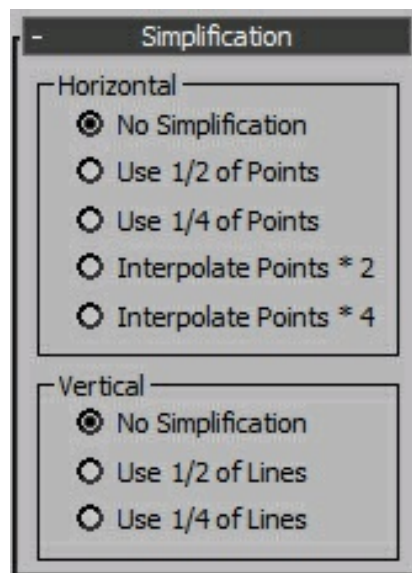 - Simplification
Horizontal
No Simplification
Use 1/2 of Points
Use 1/4 of Points
Interpolate Points * 2
Interpolate Points * 4
Vertical
No Simplification
Use 1/2 of Lines
Use 1/4 of Lines